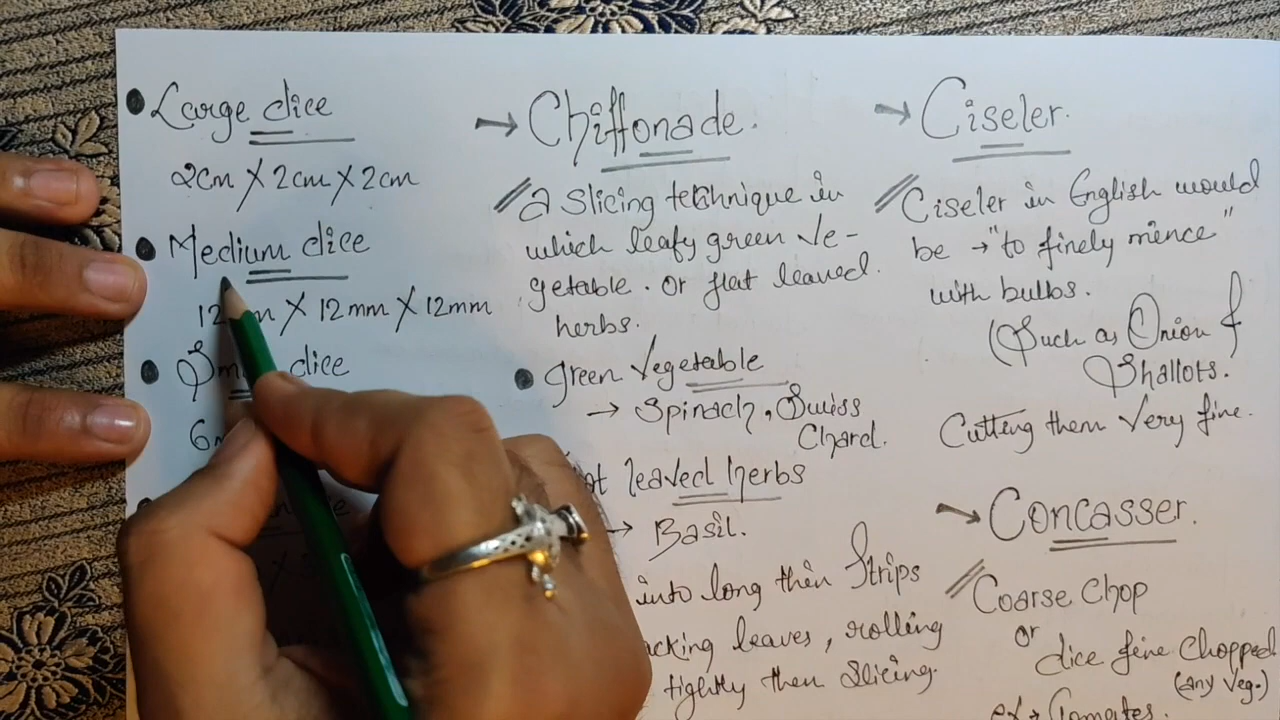 Large dice
2cm X 2cm X 2cm
Medium dice
X 12mm X 12mm
dice
→ Chiffonade.
a slicing technique in
which leafy green ve-
getable. or flat leaved.
herbs.
green Vegetable
→ Spinach, Swiss
Chard.
leaved herbs
→ Basil.
into long thin Strips
leaves, rolling
tightly then slicing.
→ Ciseler.
Ciseler in English would
be → "to finely mince"
with bulbs.
(Such as Onion &
Shallots.
Cutting them Very fine.
→ Concasser.
Coarse Chop
or
dice fine Chopped
(any Veg.)
ex → Tomatoes.